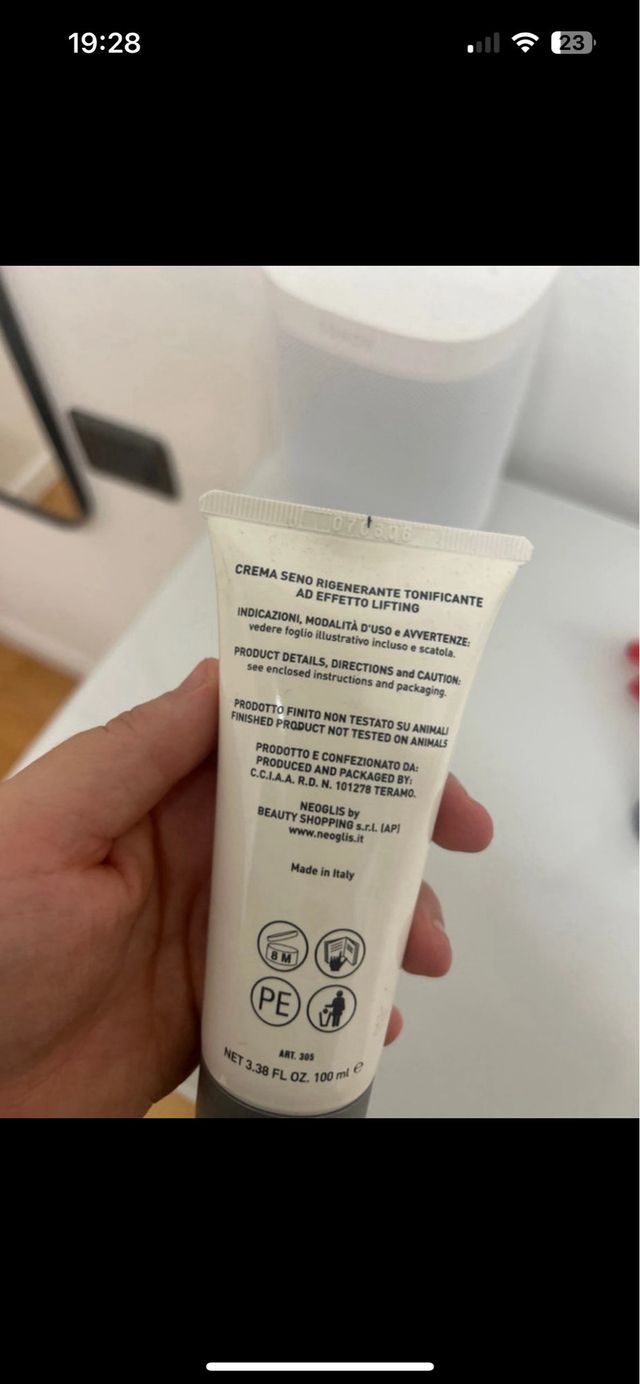 19:28
23
070606
CREMA SENO RIGENERANTE TONIFICANTE
AD EFFETTO LIFTING
INDICAZIONI, MODALITÀ D'USO e AVVERTENZE:
vedere foglio illustrativo incluso e scatola.
PRODUCT DETAILS, DIRECTIONS and CAUTION:
see enclosed instructions and packaging.
PRODOTTO FINITO NON TESTATO SU ANIMALI
FINISHED PRODUCT NOT TESTED ON ANIMALS
PRODOTTO E CONFEZIONATO DA:
PRODUCED AND PACKAGED BY:
C.C.I.A.A. R.D. N. 101278 TERAMO.
NEOGLIS by
BEAUTY SHOPPING s.r.l. (AP)
www.neoglis.it
Made in Italy
8 M
PE
ART. 305
NET 3.38 FL OZ. 100 ml e